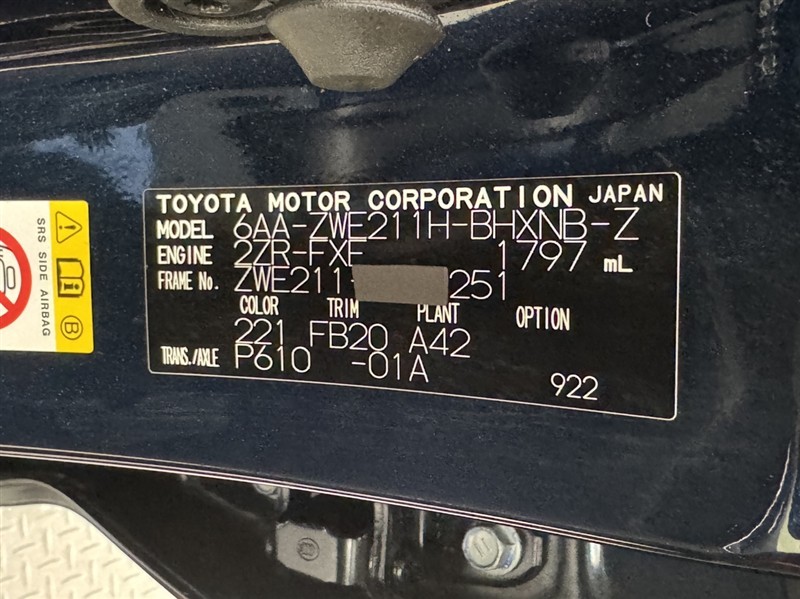 TOYOTA MOTOR CORPORATION JAPAN
MODEL 6AA-ZWE211H-BHXNB-Z
ENGINE 2ZR-FXE 1797 mL
FRAME No. ZWE211- 251
COLOR TRIM PLANT OPTION
221 FB20 A42
TRANS./AXLE P610 -01A
922
SRS SIDE AIRBAG
B